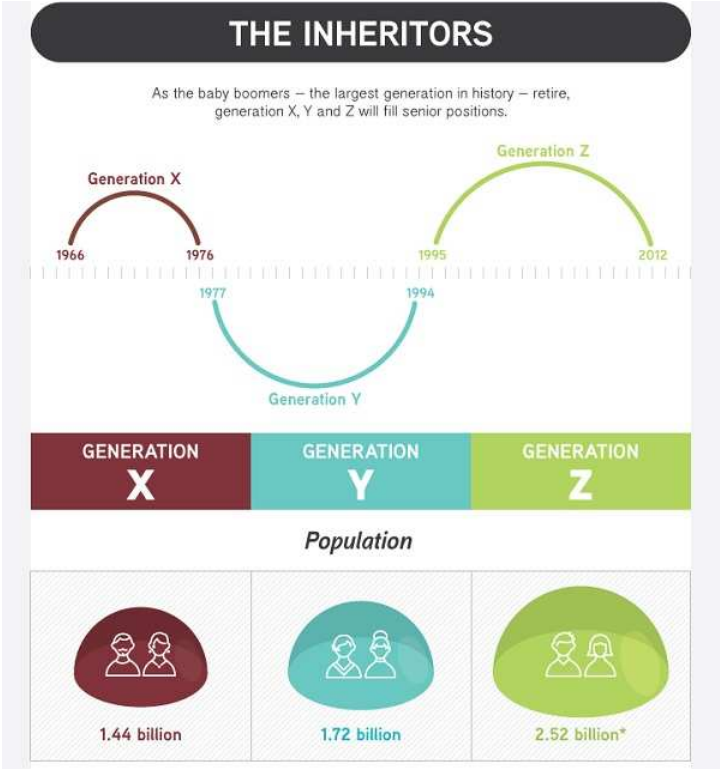 THE INHERITORS
As the baby boomers – the largest generation in history – retire,
generation X, Y and Z will fill senior positions.
Generation Z
Generation X
1966
1976
1995
2012
1977
1994
Generation Y
GENERATION
X
GENERATION
Y
GENERATION
Z
Population
1.44 billion
1.72 billion
2.52 billion*